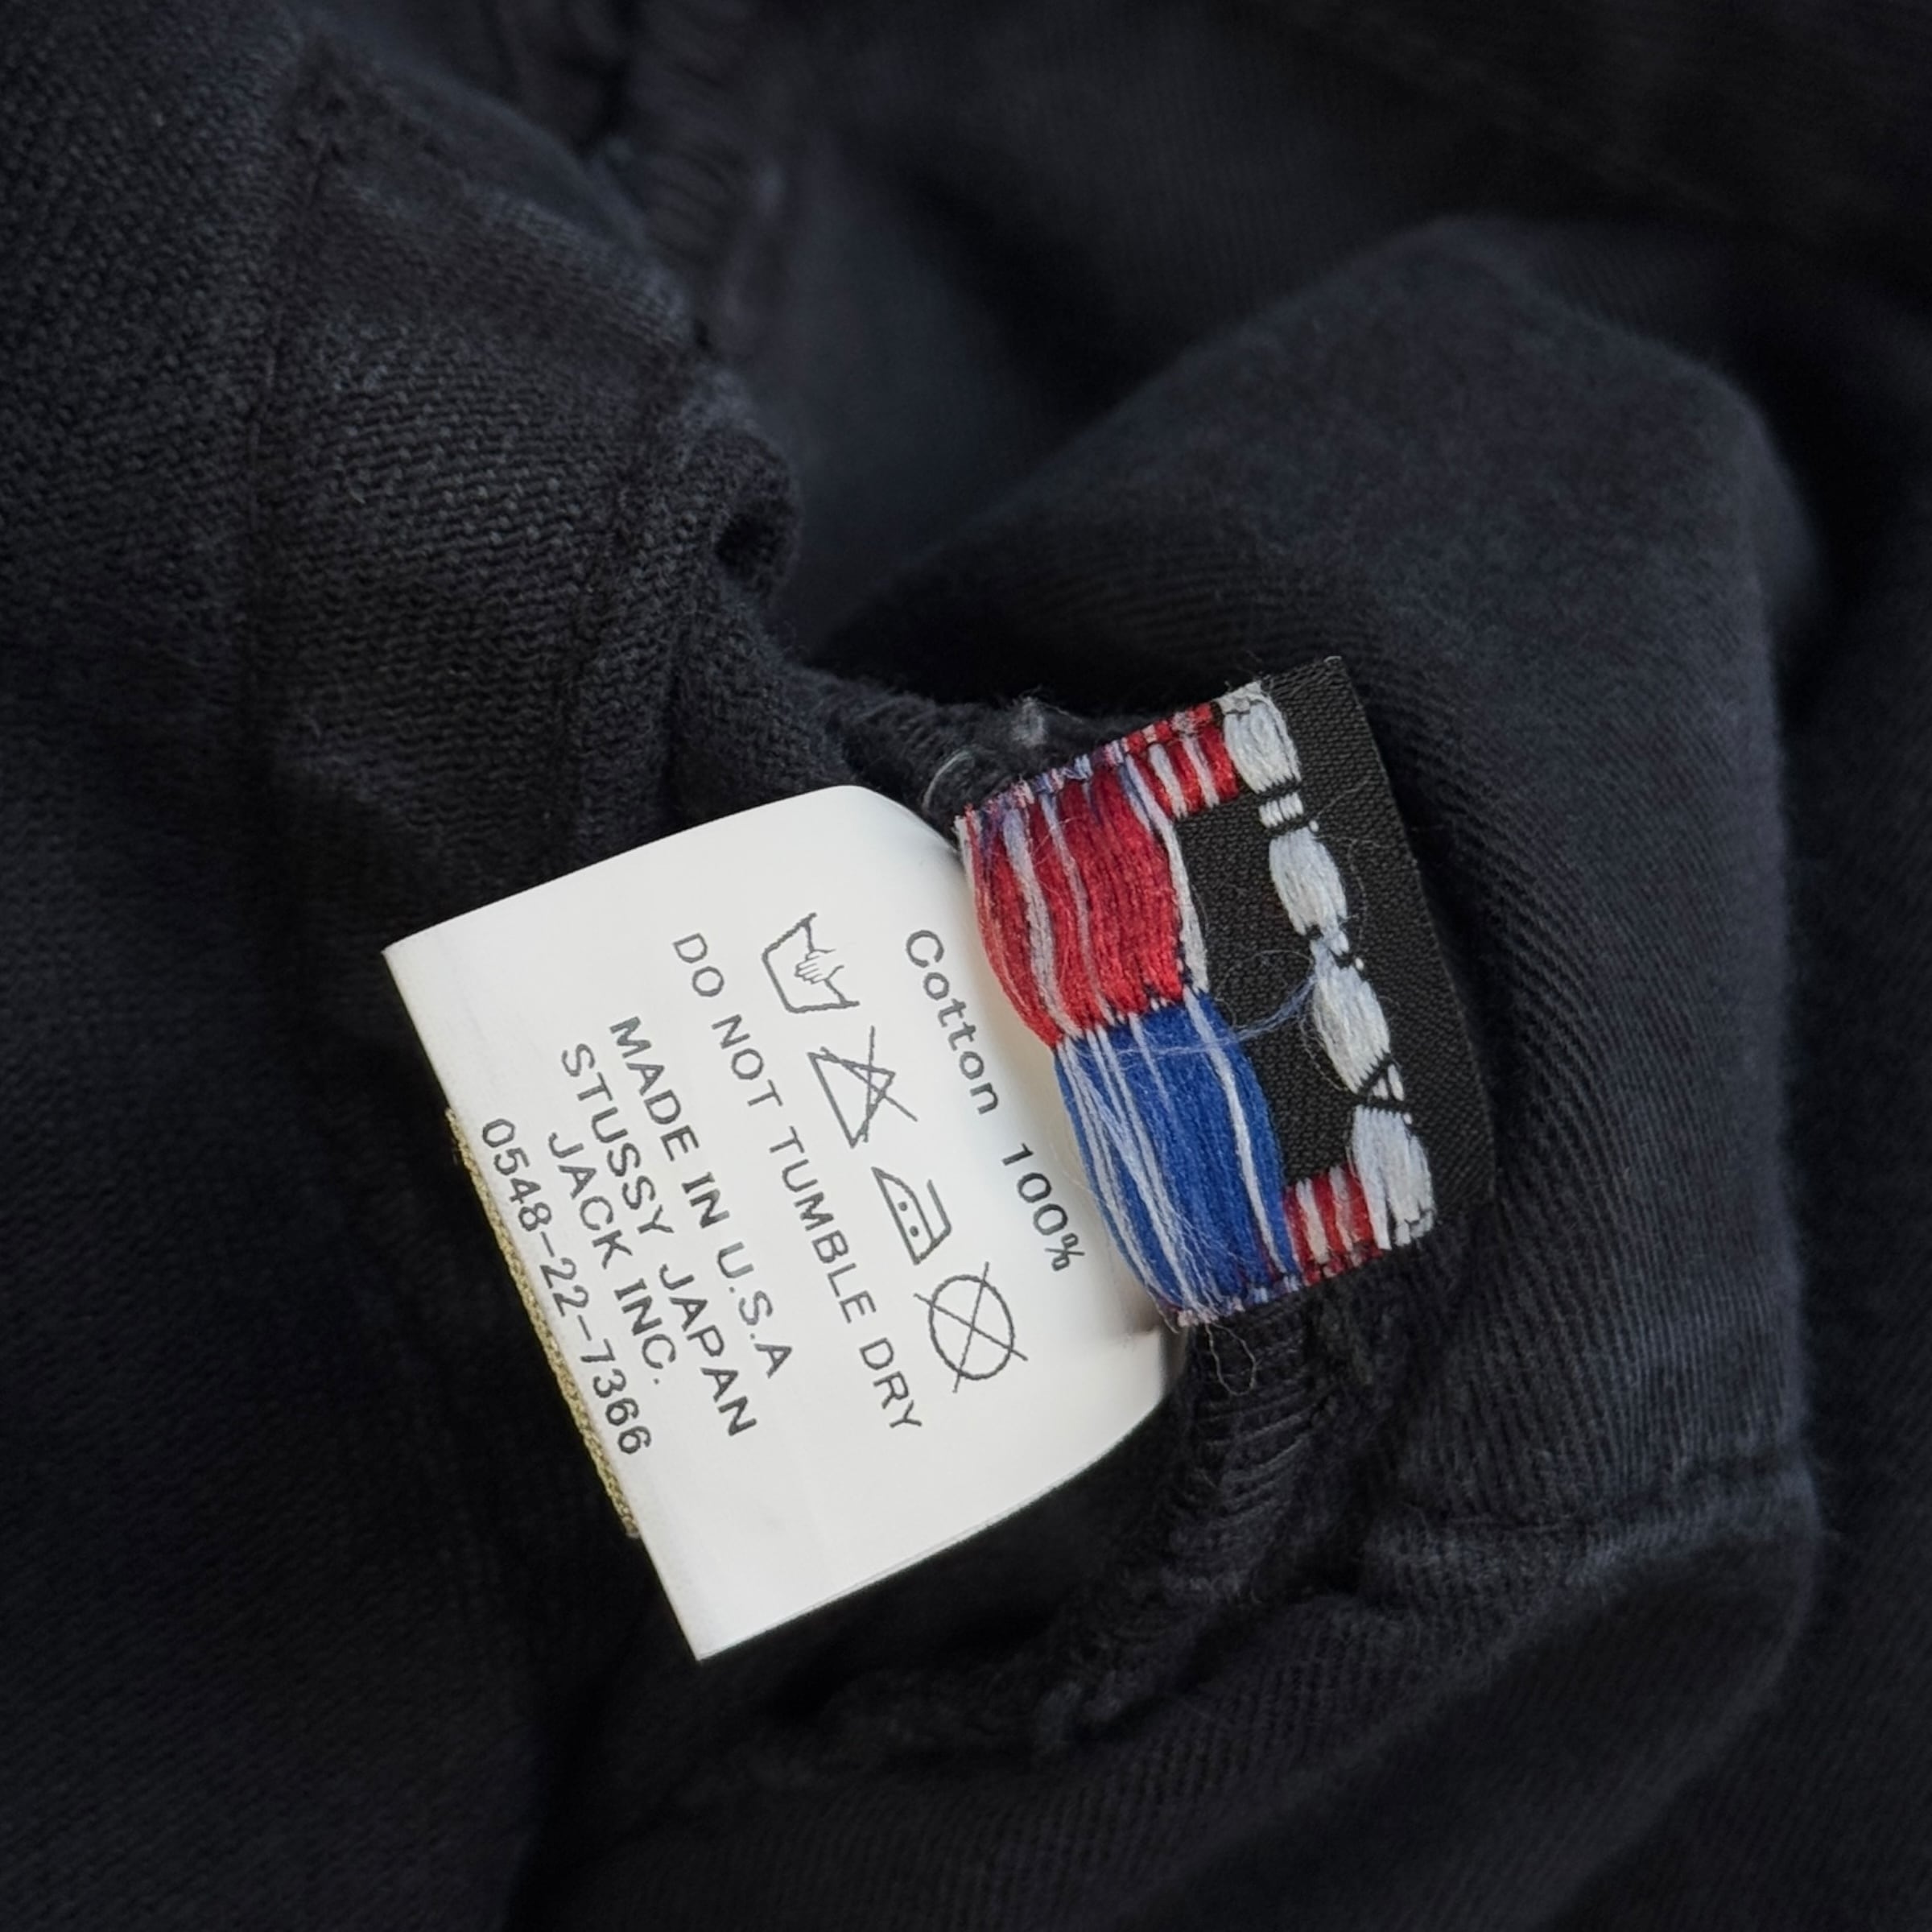 Cotton 100%
DO NOT TUMBLE DRY
MADE IN U.S.A
STUSSY JAPAN
JACK INC.
0548-22-7366